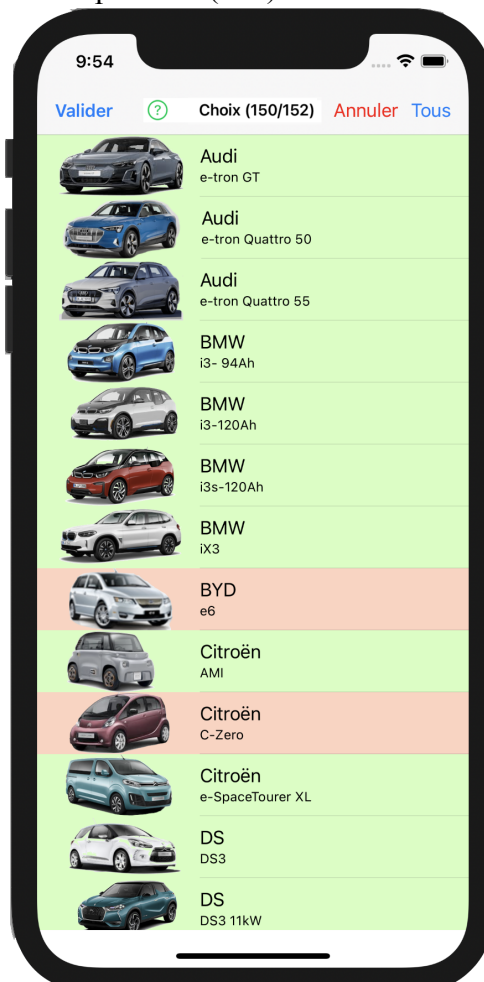 9:54
Valider ? Choix (150/152) Annuler Tous
Audi
e-tron GT
Audi
e-tron Quattro 50
Audi
e-tron Quattro 55
BMW
i3- 94Ah
BMW
i3-120Ah
BMW
i3s-120Ah
BMW
iX3
BYD
e6
Citroën
AMI
Citroën
C-Zero
Citroën
e-SpaceTourer XL
DS
DS3
DS
DS3 11kW